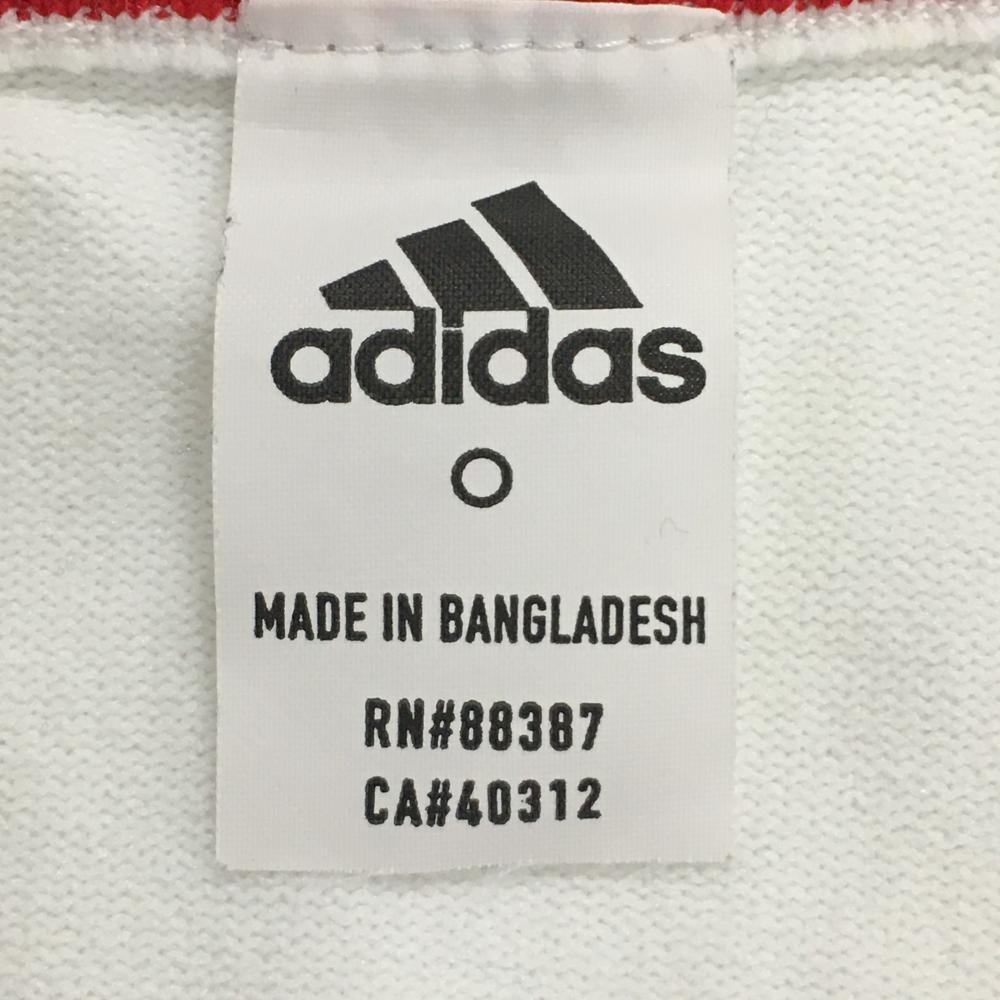 adidas
O
MADE IN BANGLADESH
RN#88387
CA#40312